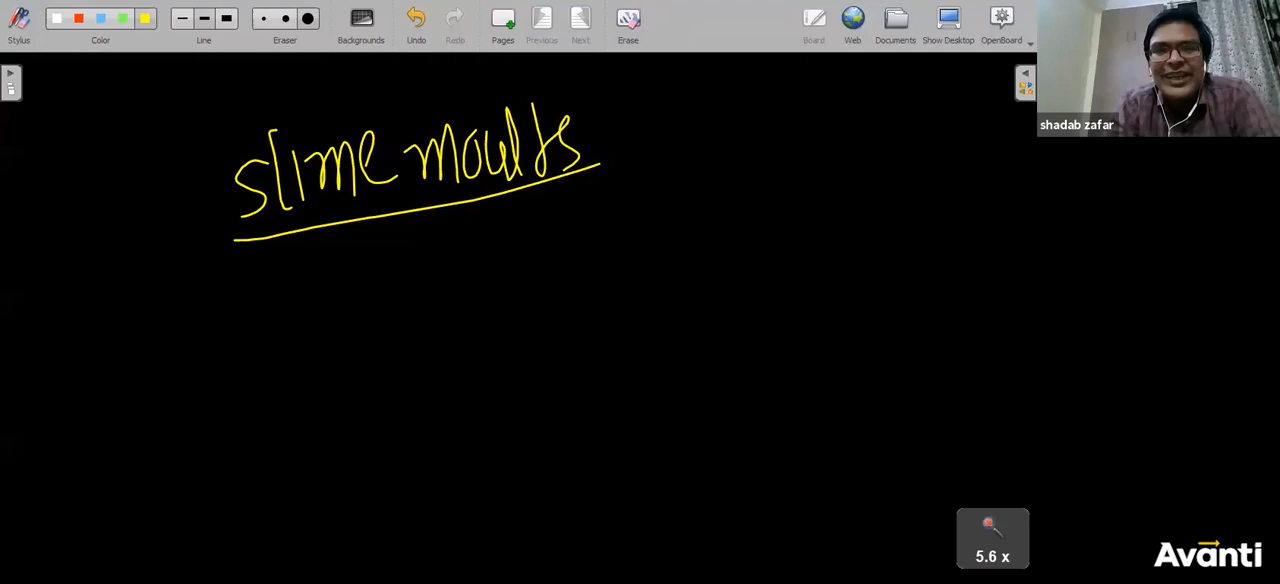 Stylus Color Line Eraser Backgrounds Undo Redo Pages Previous Next Erase Board Web Documents Show Desktop OpenBoard
shadab zafar
slime moulds
5.6 x
Avanti